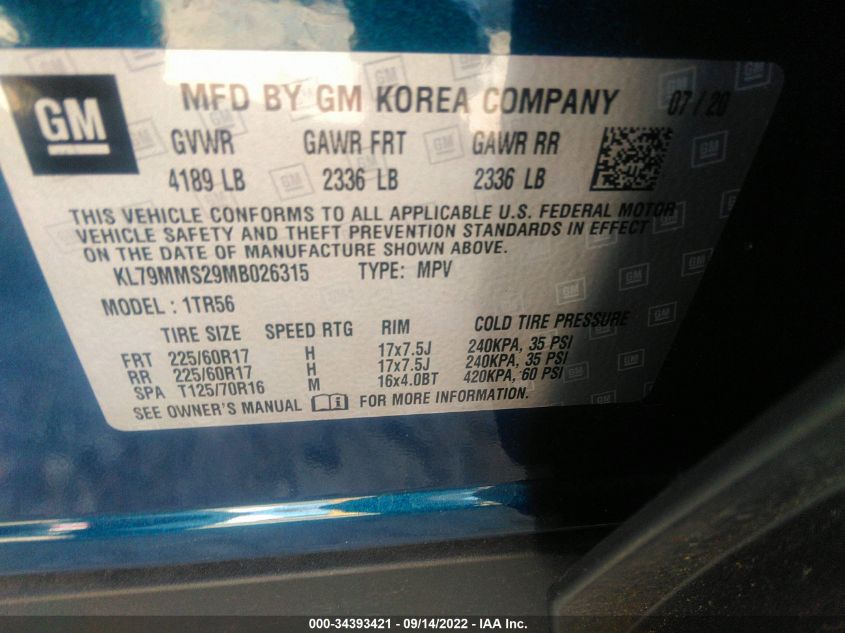 GM
MFD BY GM KOREA COMPANY 07/20
GVWR GAWR FRT GAWR RR
4189 LB 2336 LB 2336 LB
THIS VEHICLE CONFORMS TO ALL APPLICABLE U.S. FEDERAL MOTOR
VEHICLE SAFETY AND THEFT PREVENTION STANDARDS IN EFFECT
ON THE DATE OF MANUFACTURE SHOWN ABOVE.
KL79MMS29MB026315 TYPE: MPV
MODEL: 1TR56
TIRE SIZE SPEED RTG RIM COLD TIRE PRESSURE
FRT 225/60R17 H 17x7.5J 240KPA, 35 PSI
RR 225/60R17 H 17x7.5J 240KPA, 35 PSI
SPA T125/70R16 M 16x4.0BT 420KPA, 60 PSI
SEE OWNER'S MANUAL FOR MORE INFORMATION.
000-34393421 - 09/14/2022 - IAA Inc.